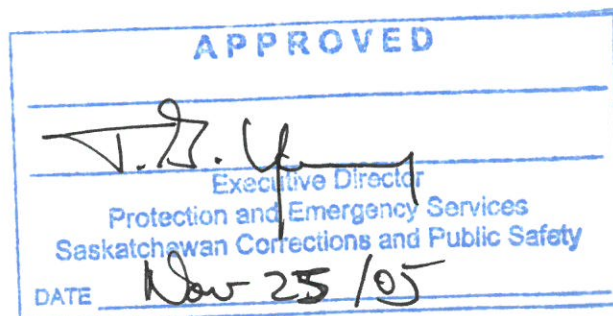 APPROVED
Executive Director
Protection and Emergency Services
Saskatchewan Corrections and Public Safety
DATE Nov 25 /05